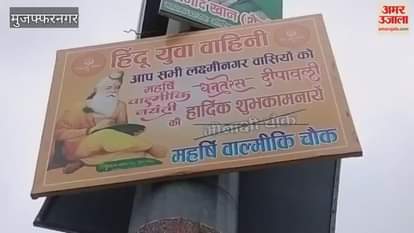 मुजफ्फरनगर
अमर उजाला
हिंदू युवा वाहिनी
आप सभी लक्ष्मीनगर वासियों को
महर्षि वाल्मीकि जयंती
धनतेरस दीपावली
की हार्दिक शुभकामनायें
महर्षि वाल्मीकि चौक